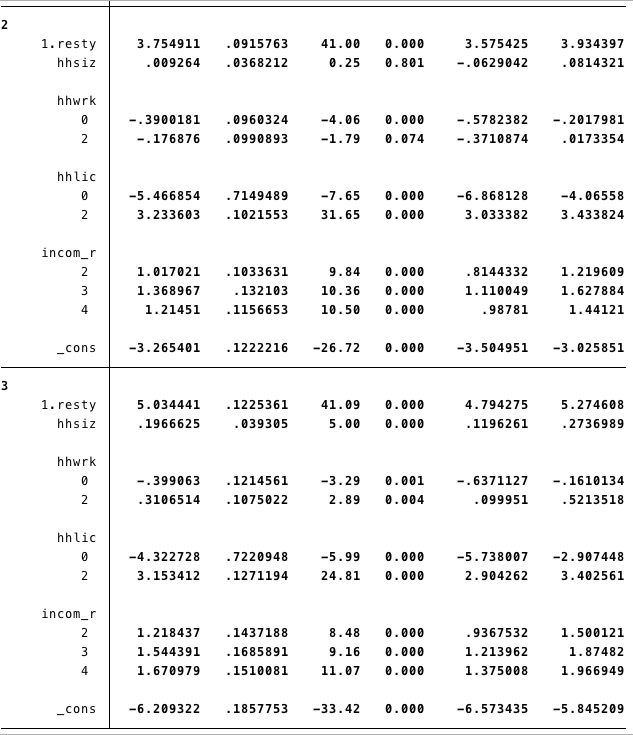 2
1.resty 3.754911 .0915763 41.00 0.000 3.575425 3.934397
hhsiz .009264 .0368212 0.25 0.801 -.0629042 .0814321
hhwrk
0 -.3900181 .0960324 -4.06 0.000 -.5782382 -.2017981
2 -.176876 .0990893 -1.79 0.074 -.3710874 .0173354
hhlic
0 -5.466854 .7149489 -7.65 0.000 -6.868128 -4.06558
2 3.233603 .1021553 31.65 0.000 3.033382 3.433824
incom_r
2 1.017021 .1033631 9.84 0.000 .8144332 1.219609
3 1.368967 .132103 10.36 0.000 1.110049 1.627884
4 1.21451 .1156653 10.50 0.000 .98781 1.44121
_cons -3.265401 .1222216 -26.72 0.000 -3.504951 -3.025851
3
1.resty 5.034441 .1225361 41.09 0.000 4.794275 5.274608
hhsiz .1966625 .039305 5.00 0.000 .1196261 .2736989
hhwrk
0 -.399063 .1214561 -3.29 0.001 -.6371127 -.1610134
2 .3106514 .1075022 2.89 0.004 .099951 .5213518
hhlic
0 -4.322728 .7220948 -5.99 0.000 -5.738007 -2.907448
2 3.153412 .1271194 24.81 0.000 2.904262 3.402561
incom_r
2 1.218437 .1437188 8.48 0.000 .9367532 1.500121
3 1.544391 .1685891 9.16 0.000 1.213962 1.87482
4 1.670979 .1510081 11.07 0.000 1.375008 1.966949
_cons -6.209322 .1857753 -33.42 0.000 -6.573435 -5.845209